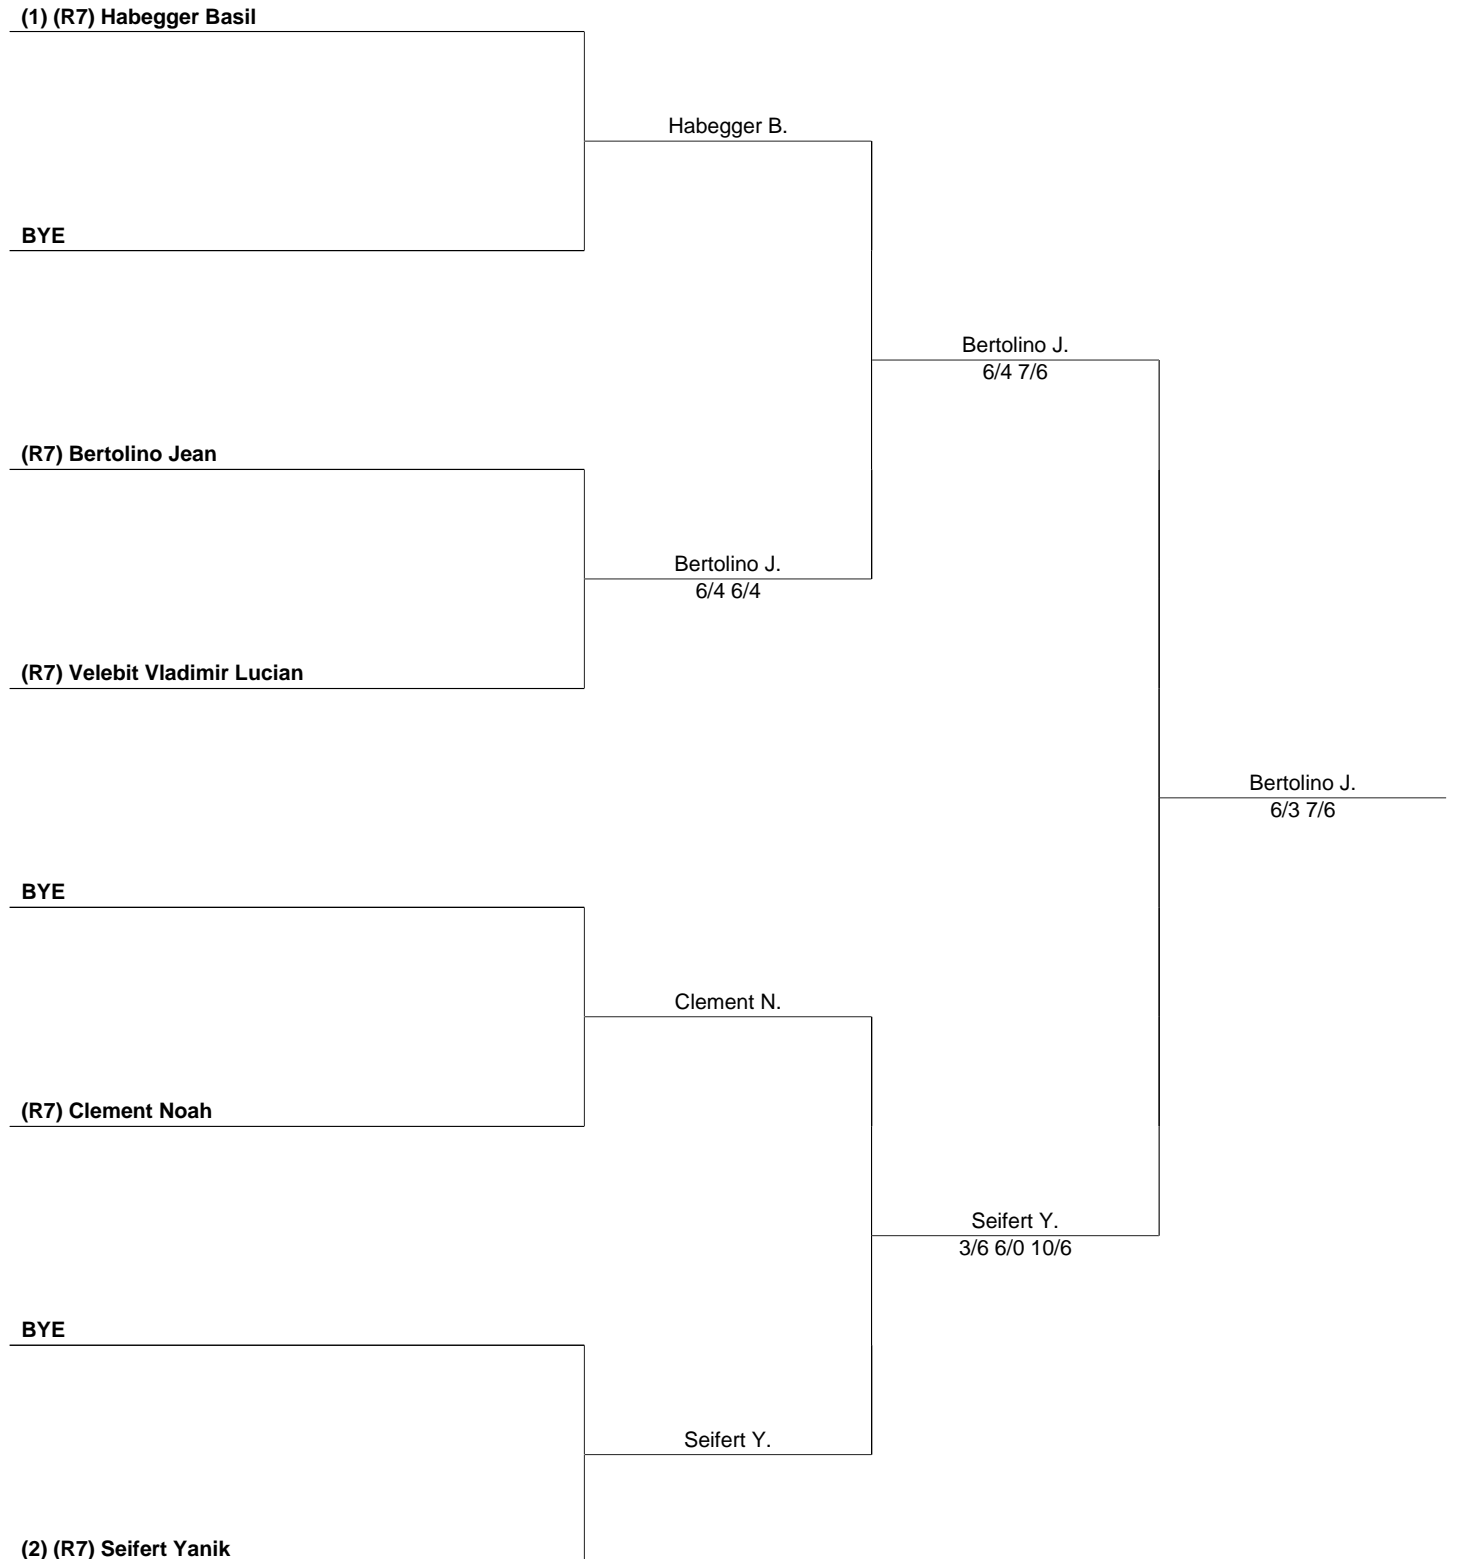 (1) (R7) Habegger Basil
Habegger B.
BYE
Bertolino J.
6/4 7/6
(R7) Bertolino Jean
Bertolino J.
6/4 6/4
(R7) Velebit Vladimir Lucian
Bertolino J.
6/3 7/6
BYE
Clement N.
(R7) Clement Noah
Seifert Y.
3/6 6/0 10/6
BYE
Seifert Y.
(2) (R7) Seifert Yanik